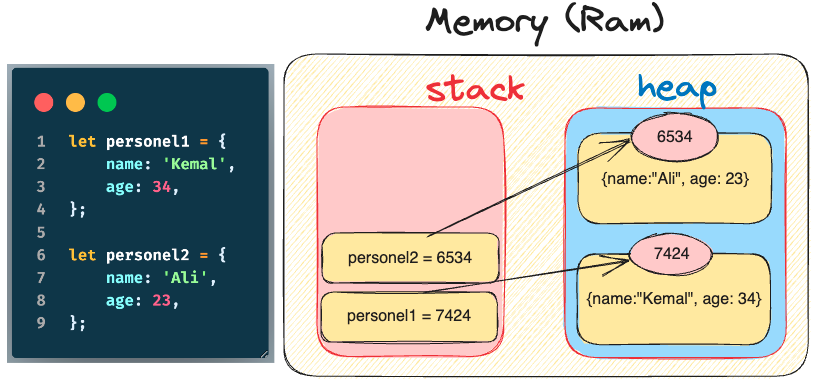 Memory (Ram)
1 let personel1 = {
2 name: 'Kemal',
3 age: 34,
4 };
5
6 let personel2 = {
7 name: 'Ali',
8 age: 23,
9 };
stack
personel2 = 6534
personel1 = 7424
heap
6534
{name:"Ali", age: 23}
7424
{name:"Kemal", age: 34}